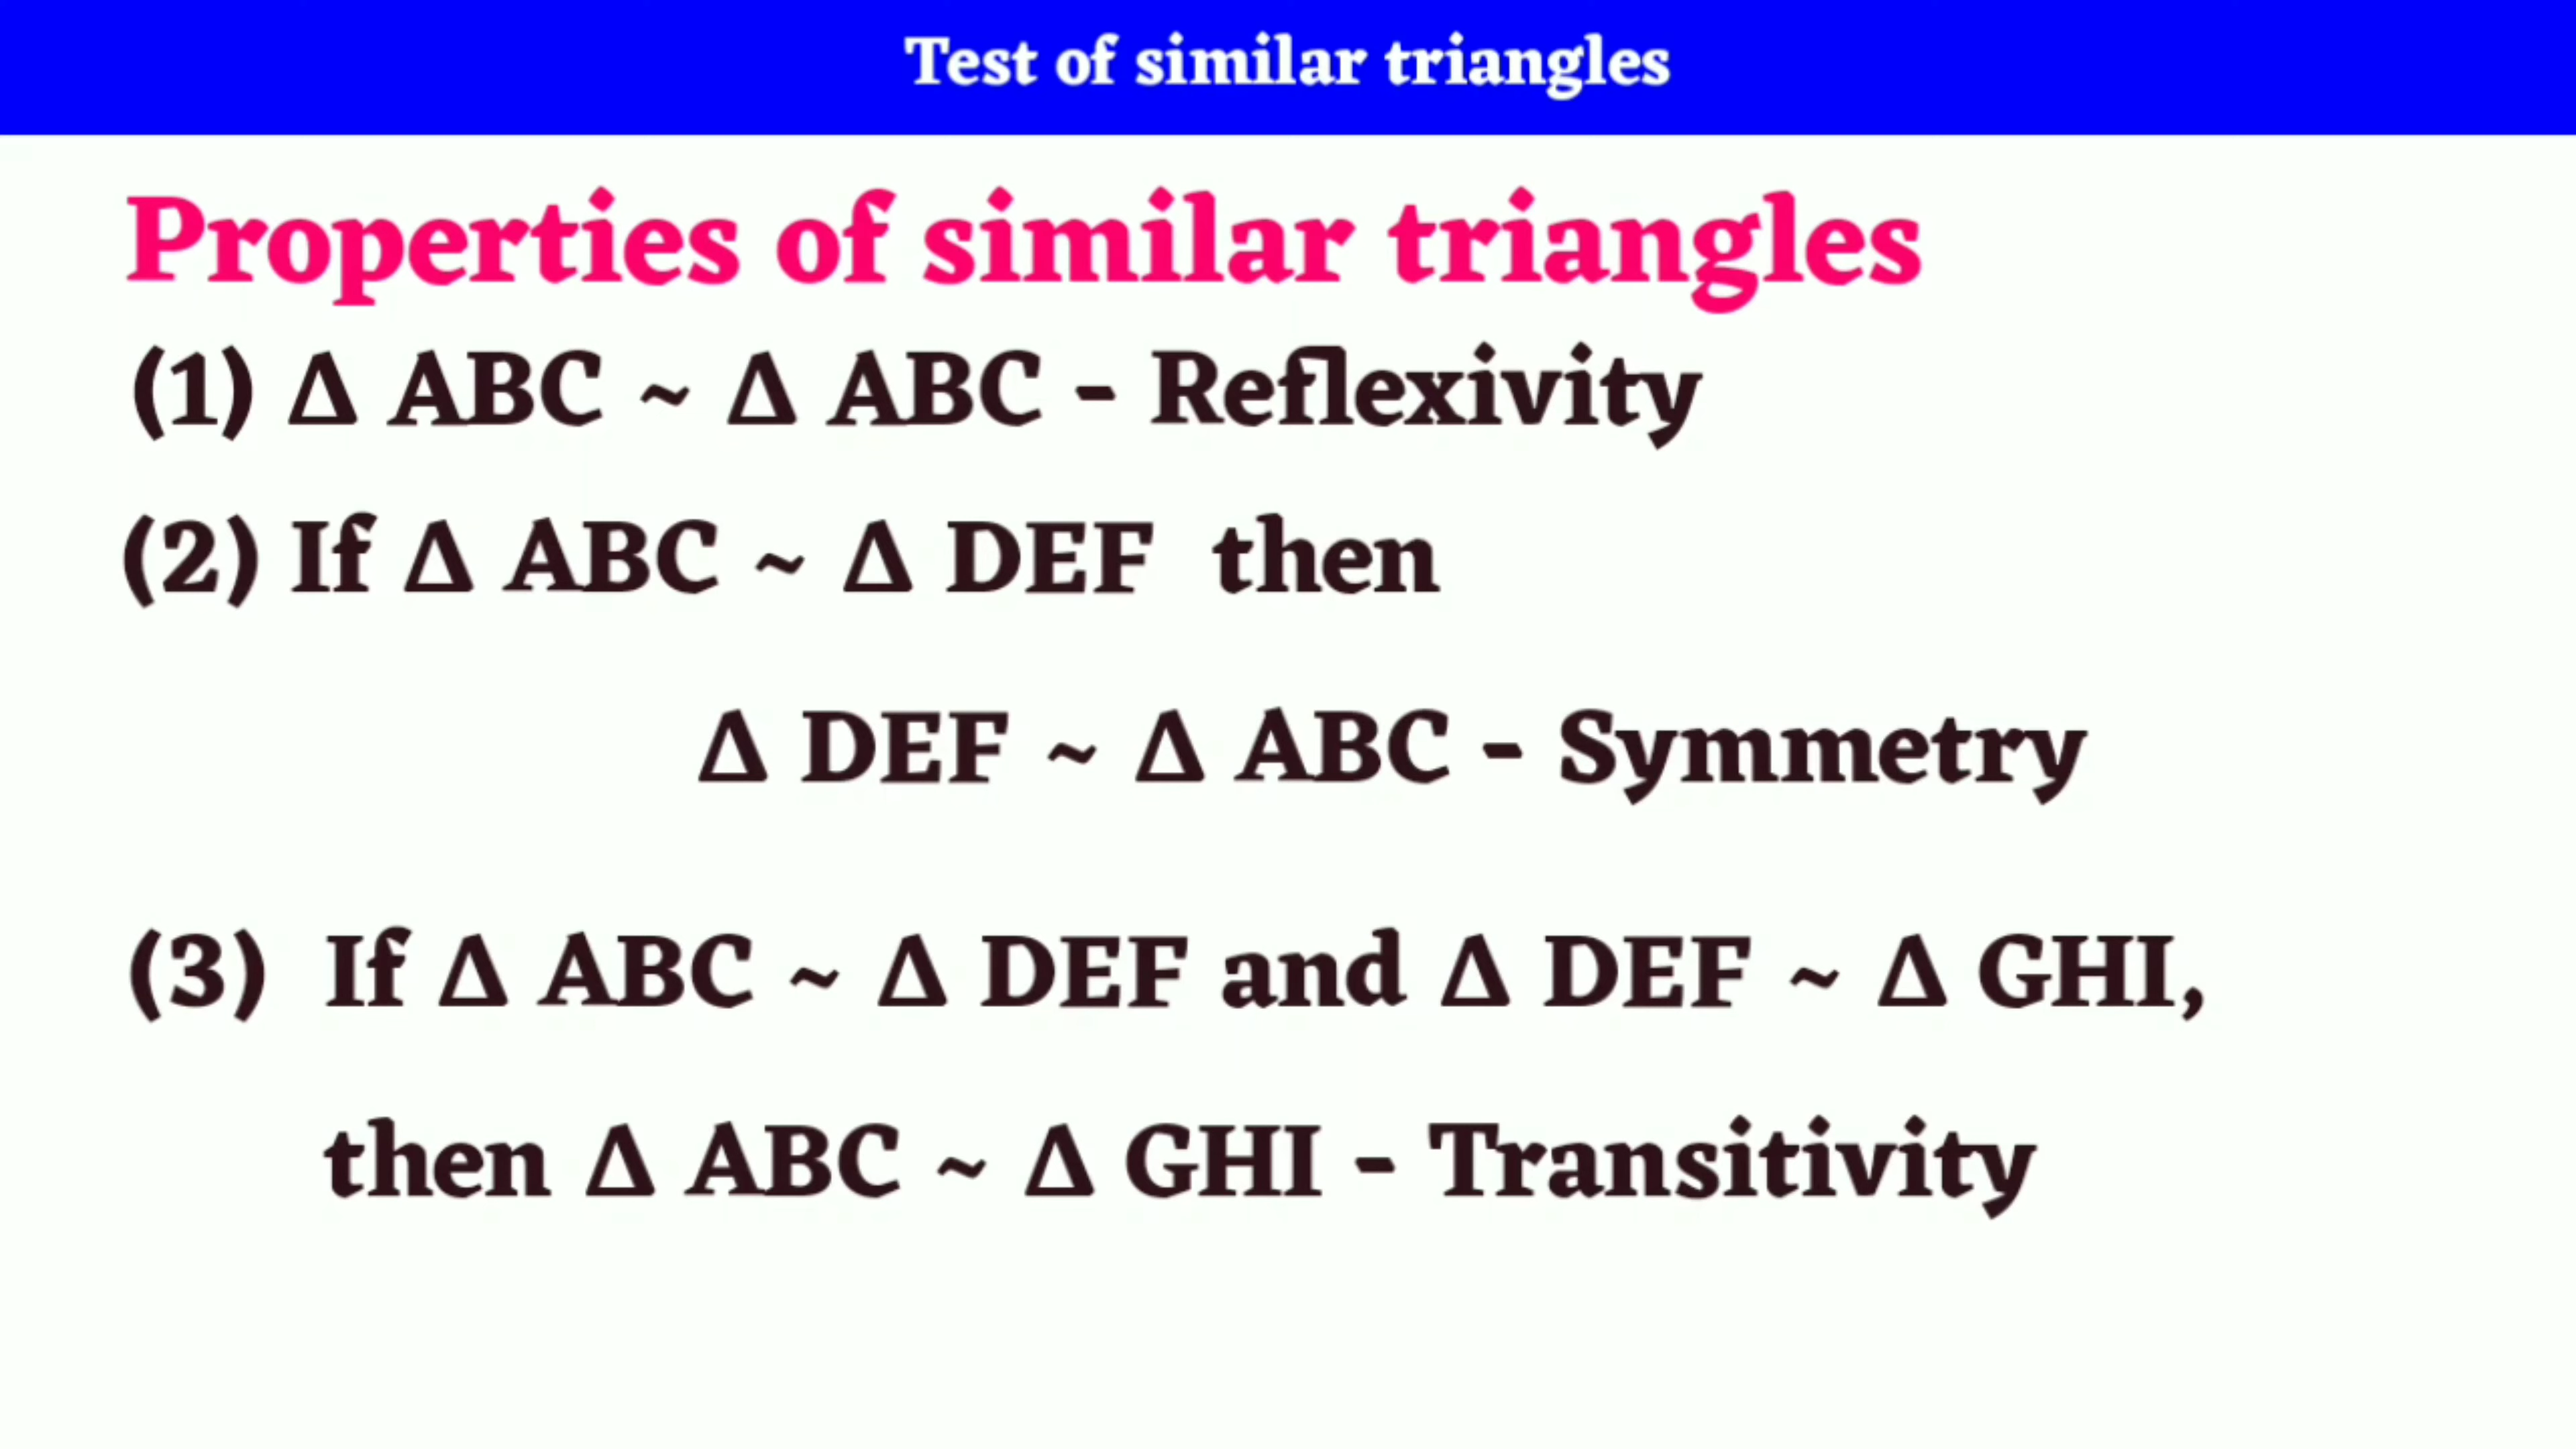 Test of similar triangles
Properties of similar triangles
(1) Δ ABC ~ Δ ABC - Reflexivity
(2) If Δ ABC ~ Δ DEF then
Δ DEF ~ Δ ABC - Symmetry
(3) If Δ ABC ~ Δ DEF and Δ DEF ~ Δ GHI,
then Δ ABC ~ Δ GHI - Transitivity